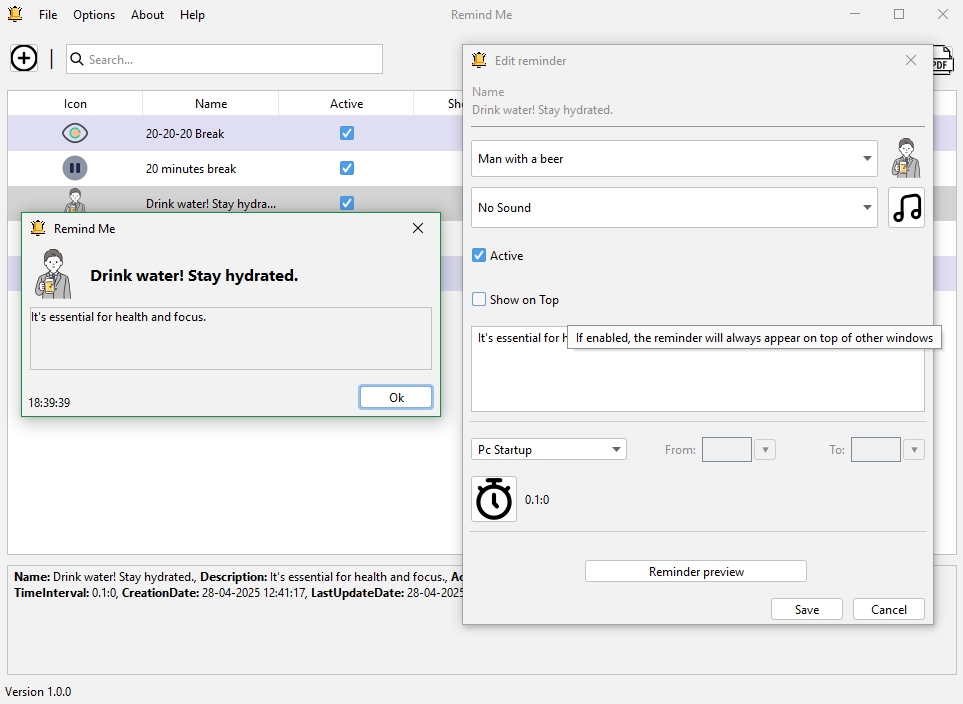 File Options About Help Remind Me
Search...
PDF
Icon Name Active
20-20-20 Break
20 minutes break
Drink water! Stay hydra...
Remind Me
Drink water! Stay hydrated.
It's essential for health and focus.
18:39:39
Ok
Edit reminder
Name
Drink water! Stay hydrated.
Man with a beer
No Sound
Active
Show on Top
It's essential for
If enabled, the reminder will always appear on top of other windows
Pc Startup From: To:
0.1:0
Reminder preview
Save Cancel
Name: Drink water! Stay hydrated., Description: It's essential for health and focus.,
TimeInterval: 0.1:0, CreationDate: 28-04-2025 12:41:17, LastUpdateDate: 28-04-2025
Version 1.0.0